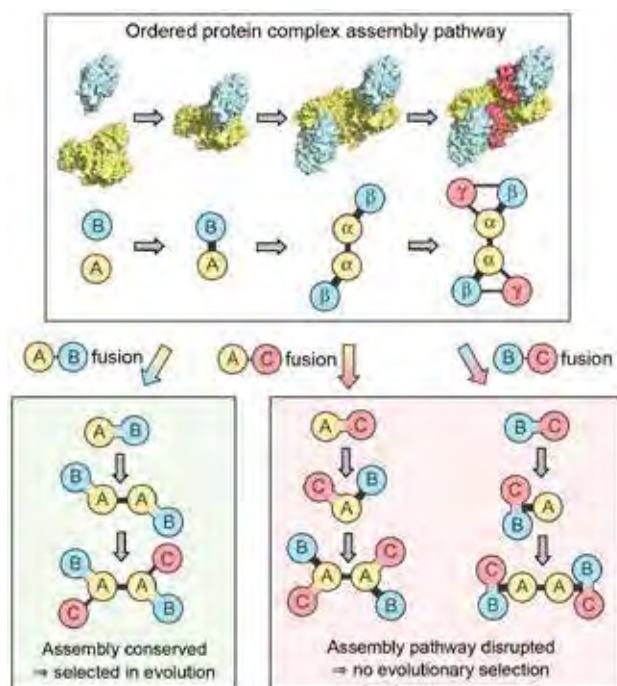 Ordered protein complex assembly pathway
B
A
B
A
β
α
α
β
γ
β
α
α
β
γ
A B fusion
A C fusion
B C fusion
A B
B
A A
B
B
C
A A
C
B
A C
C
B
A
B
C
A A
C
B
B C
C
B
A
C
B
A A
B
C
Assembly conserved
⇒ selected in evolution
Assembly pathway disrupted
⇒ no evolutionary selection